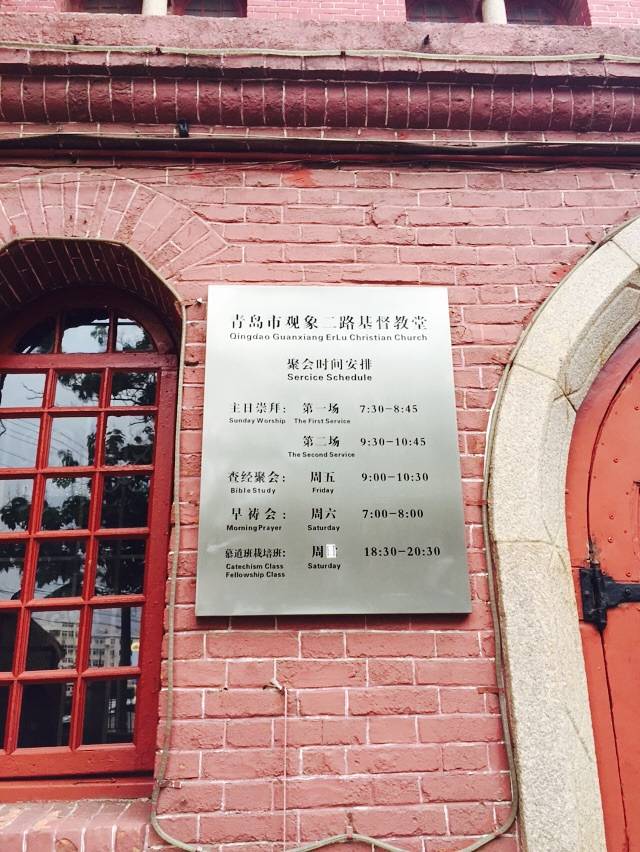 青岛市观象二路基督教堂
Qingdao Guanxiang ErLu Christian Church
聚会时间安排
Sercice Schedule
主日崇拜: 第一场 7:30-8:45
Sunday Worship The First Service
第二场 9:30-10:45
The Second Service
查经聚会: 周五 9:00-10:30
Bible Study Friday
早祷会: 周六 7:00-8:00
Morning Prayer Saturday
慕道班栽培班: 周 18:30-20:30
Catechism Class Saturday
Fellowship Class